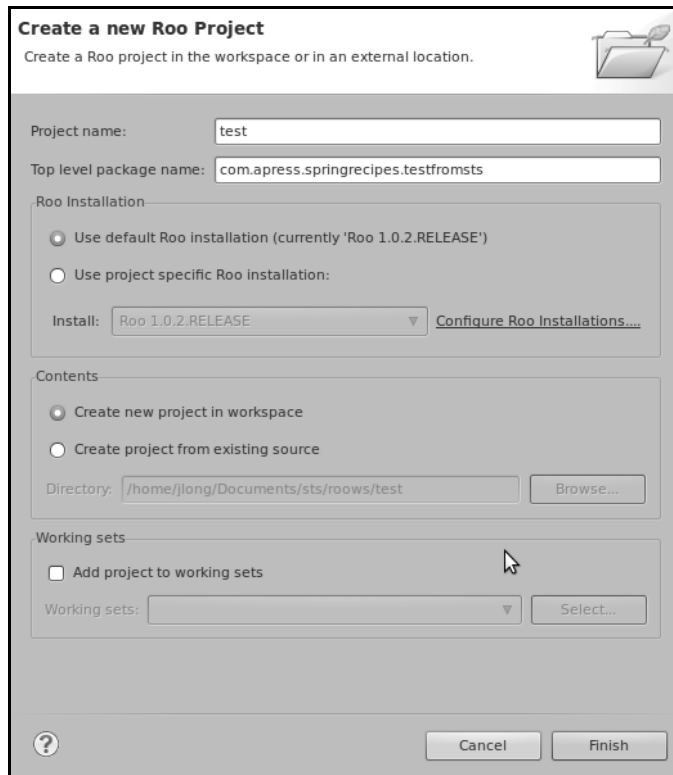 Create a new Roo Project
Create a Roo project in the workspace or in an external location.
Project name: test
Top level package name: com.apress.springrecipes.testfromsts
Roo Installation
Use default Roo installation (currently 'Roo 1.0.2.RELEASE')
Use project specific Roo installation:
Install: Roo 1.0.2.RELEASE Configure Roo Installations....
Contents
Create new project in workspace
Create project from existing source
Directory: /home/jlong/Documents/sts/roows/test Browse...
Working sets
Add project to working sets
Working sets: Select...
? Cancel Finish